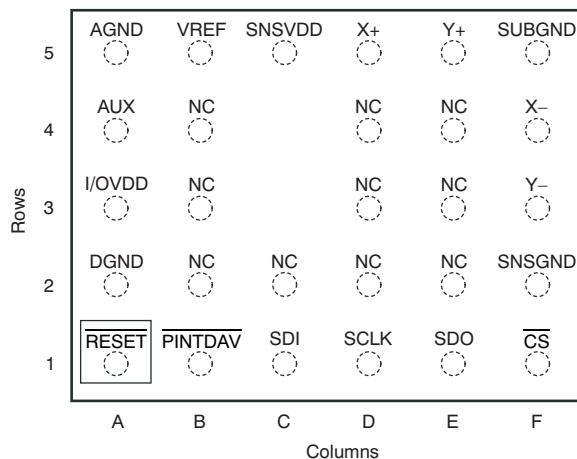 AGND VREF SNSVDD X+ Y+ SUBGND
5
AUX NC NC NC X–
4
I/OVDD NC NC NC Y–
3
Rows
DGND NC NC NC NC SNSGND
2
RESET PINTDAV SDI SCLK SDO CS
1
A B C D E F
Columns